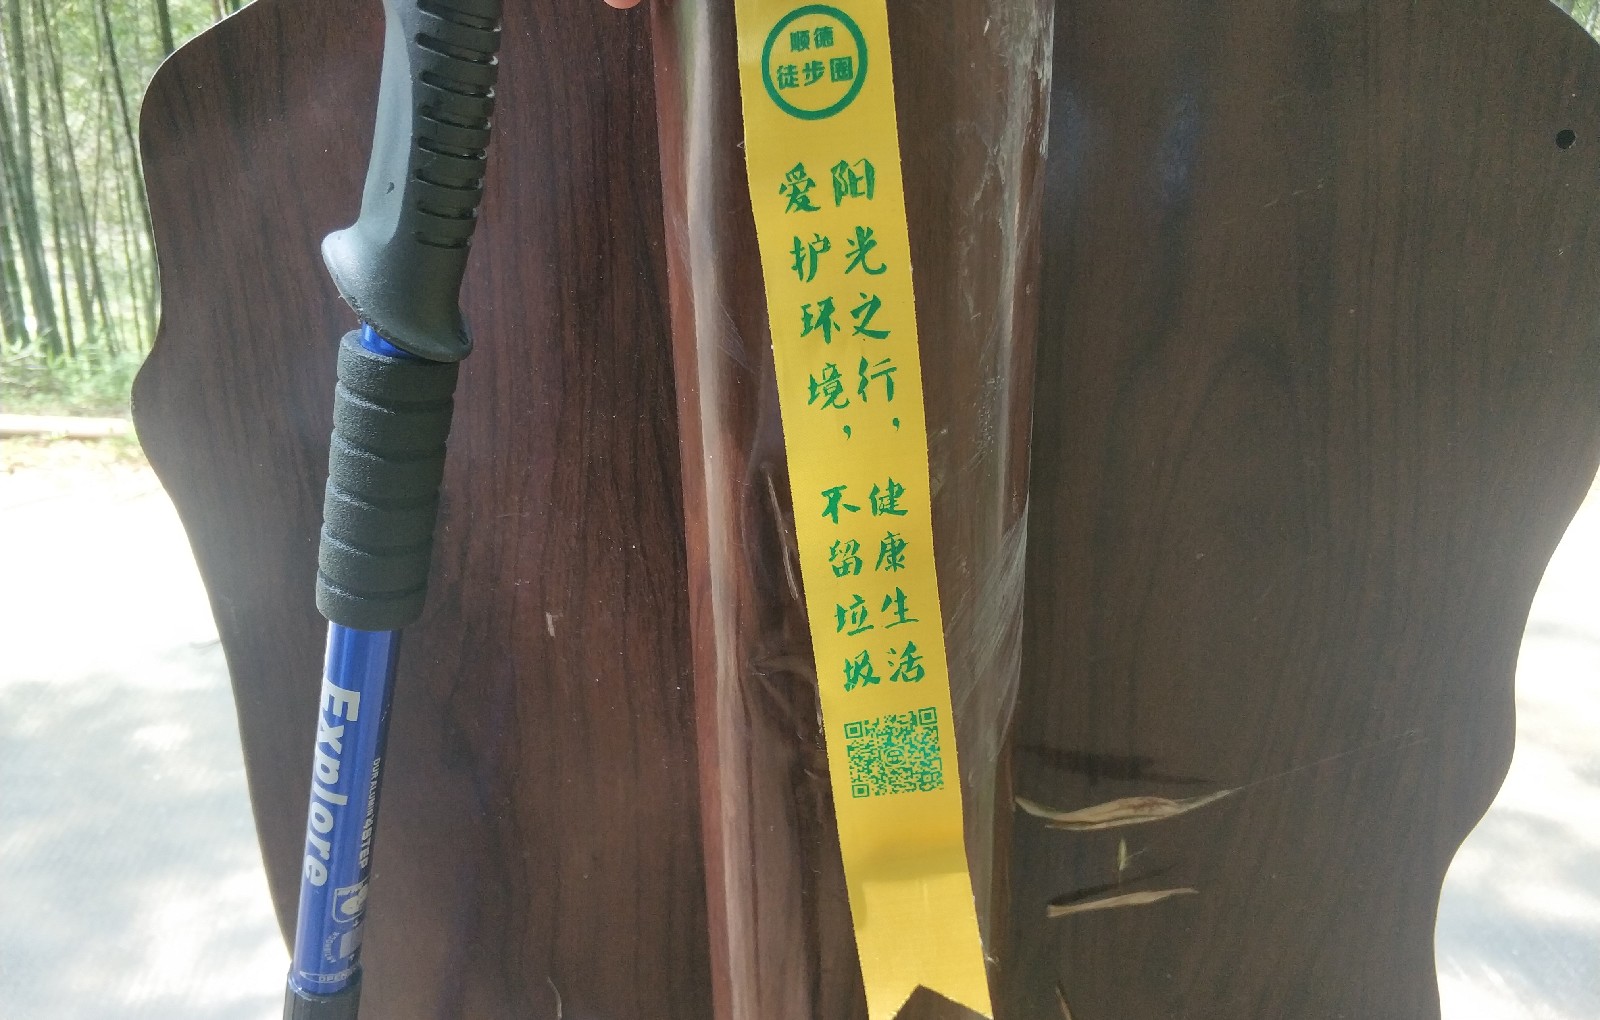 顺德
徒步圈
阳光之行，健康生活
爱护环境，不留垃圾
Explore